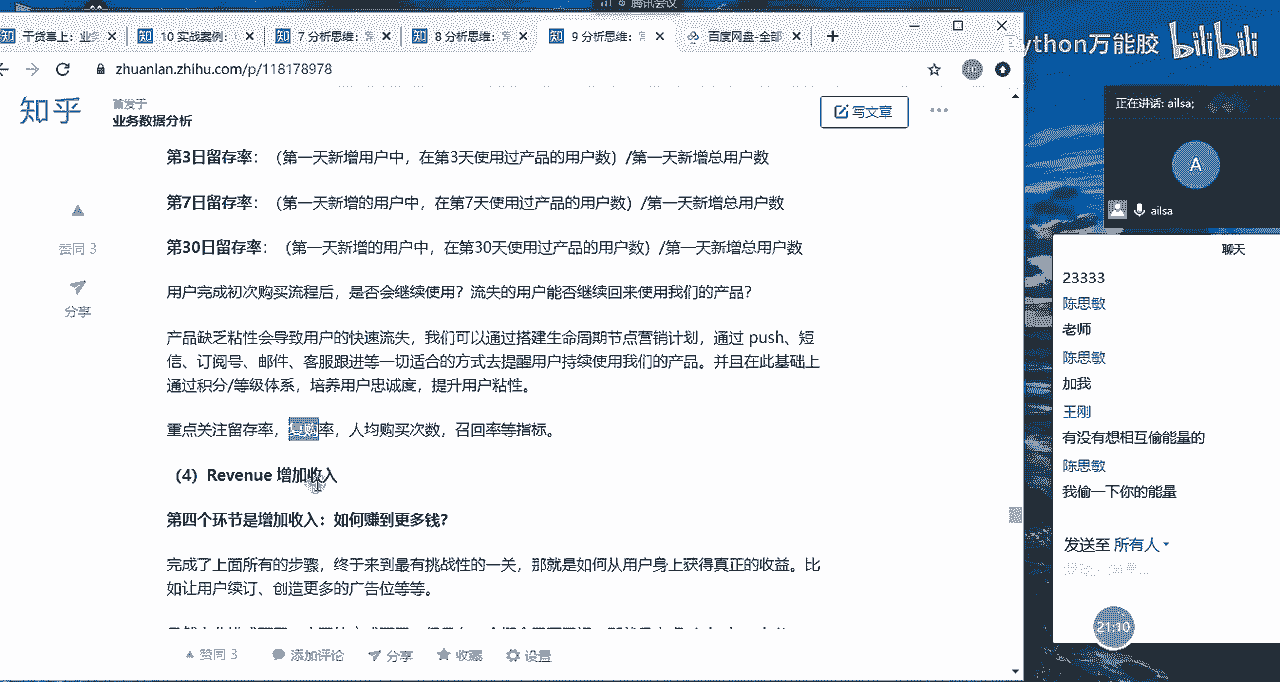 腾讯会议
干货奉上：业务
10 实战案例：
7 分析思维：
8 分析思维：
9 分析思维：
百度网盘-全部
zhuanlan.zhihu.com/p/118178978
知乎
首发于
业务数据分析
写文章
第3日留存率：（第一天新增用户中，在第3天使用过产品的用户数）/第一天新增总用户数
第7日留存率：（第一天新增的用户中，在第7天使用过产品的用户数）/第一天新增总用户数
第30日留存率：（第一天新增的用户中，在第30天使用过产品的用户数）/第一天新增总用户数
用户完成初次购买流程后，是否会继续使用？流失的用户能否继续回来使用我们的产品？
产品缺乏粘性会导致用户的快速流失，我们可以通过搭建生命周期节点营销计划，通过 push、短
信、订阅号、邮件、客服跟进等一切适合的方式去提醒用户持续使用我们的产品。并且在此基础上
通过积分/等级体系，培养用户忠诚度，提升用户粘性。
重点关注留存率，复购率，人均购买次数，召回率等指标。
（4）Revenue 增加收入
第四个环节是增加收入：如何赚到更多钱？
完成了上面所有的步骤，终于来到最有挑战性的一关，那就是如何从用户身上获得真正的收益。比
如让用户续订、创造更多的广告位等等。
赞同 3
分享
赞同 3
添加评论
分享
收藏
设置
Python万能胶
bilibili
正在讲话: ailsa;
A
ailsa
聊天
23333
陈思敏
老师
陈思敏
加我
王刚
有没有想相互偷能量的
陈思敏
我偷一下你的能量
发送至 所有人
21:10